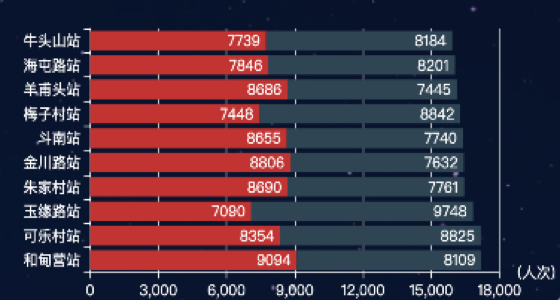 牛头山站 7739 8184
海屯路站 7846 8201
羊甫头站 8686 7445
梅子村站 7448 8842
斗南站 8655 7740
金川路站 8806 7632
朱家村站 8690 7761
玉缘路站 7090 9748
可乐村站 8354 8825
和甸营站 9094 8109
(人次)
0 3,000 6,000 9,000 12,000 15,000 18,000